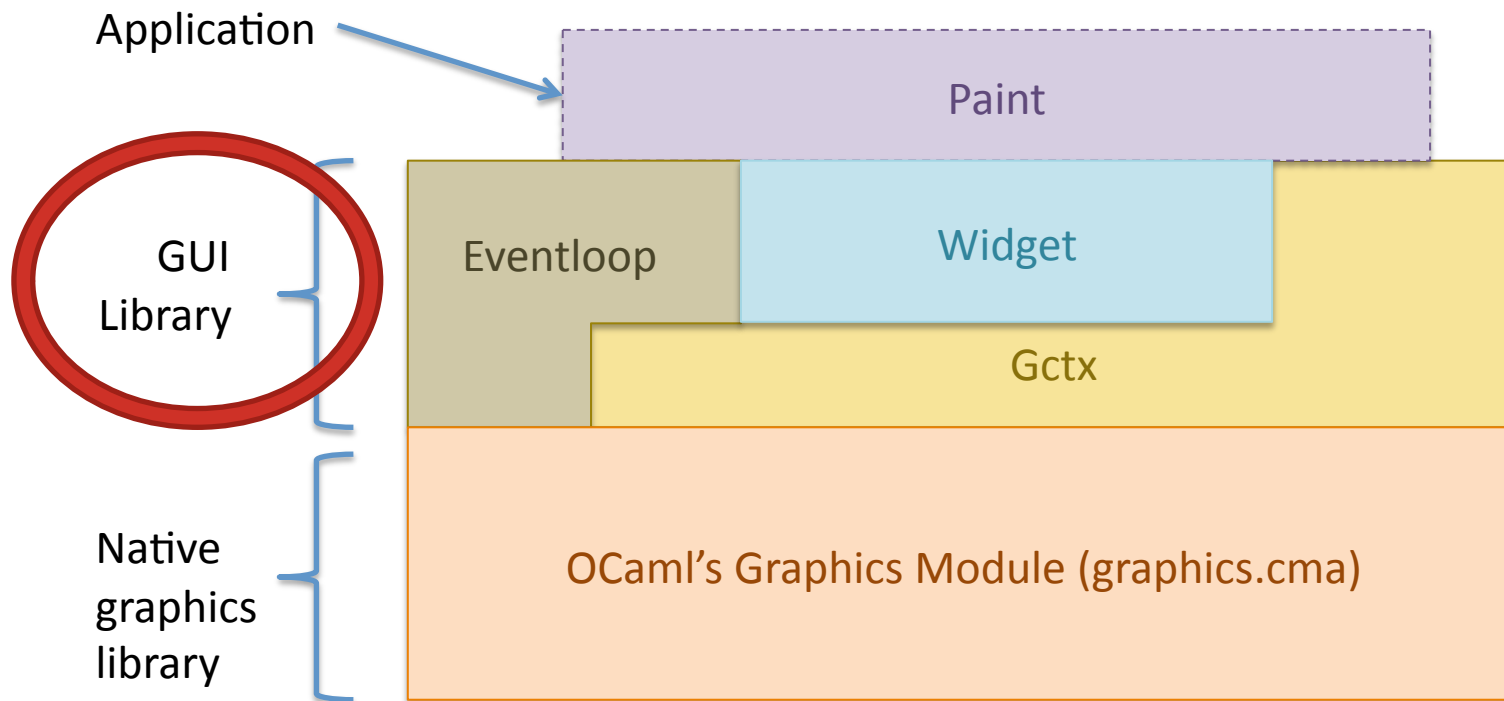 Application
Paint
GUI
Library
Eventloop
Widget
Gctx
Native
graphics
library
OCaml’s Graphics Module (graphics.cma)